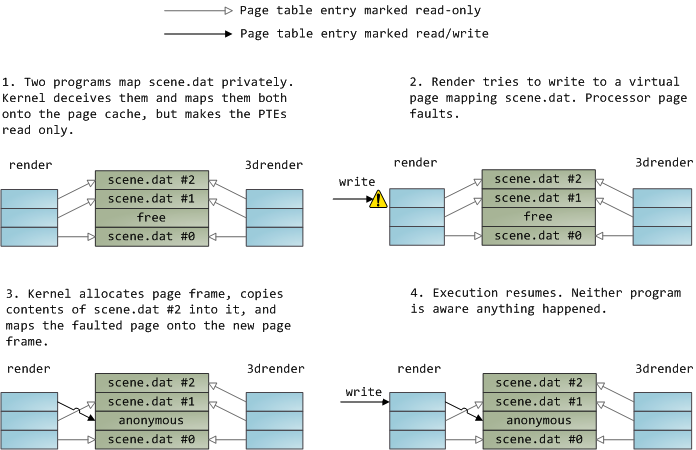 Page table entry marked read-only
Page table entry marked read/write
1. Two programs map scene.dat privately.
Kernel deceives them and maps them both
onto the page cache, but makes the PTEs
read only.
render
3drender
scene.dat #2
scene.dat #1
free
scene.dat #0
2. Render tries to write to a virtual
page mapping scene.dat. Processor page
faults.
render
3drender
write
scene.dat #2
scene.dat #1
free
scene.dat #0
3. Kernel allocates page frame, copies
contents of scene.dat #2 into it, and
maps the faulted page onto the new page
frame.
render
3drender
scene.dat #2
scene.dat #1
anonymous
scene.dat #0
4. Execution resumes. Neither program
is aware anything happened.
render
3drender
write
scene.dat #2
scene.dat #1
anonymous
scene.dat #0